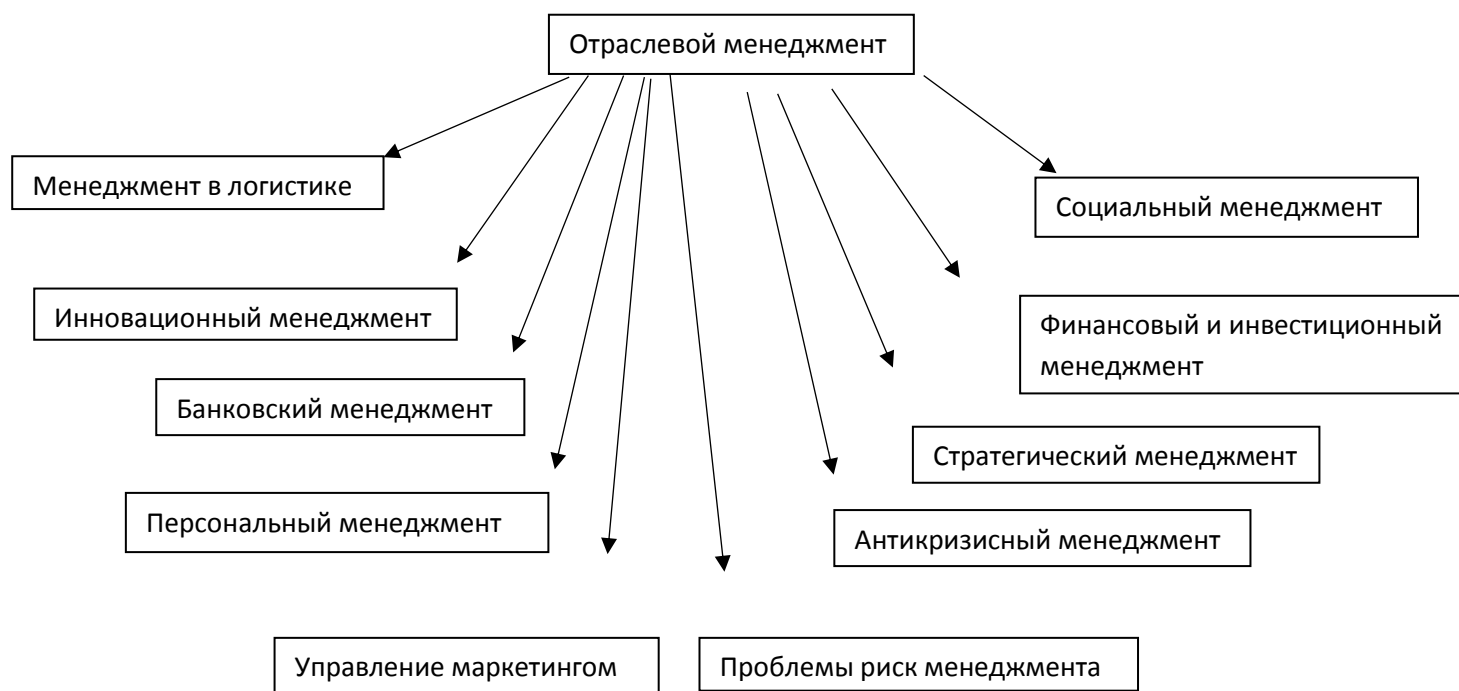 Отраслевой менеджмент
Менеджмент в логистике
Социальный менеджмент
Инновационный менеджмент
Финансовый и инвестиционный
менеджмент
Банковский менеджмент
Стратегический менеджмент
Персональный менеджмент
Антикризисный менеджмент
Управление маркетингом
Проблемы риск менеджмента